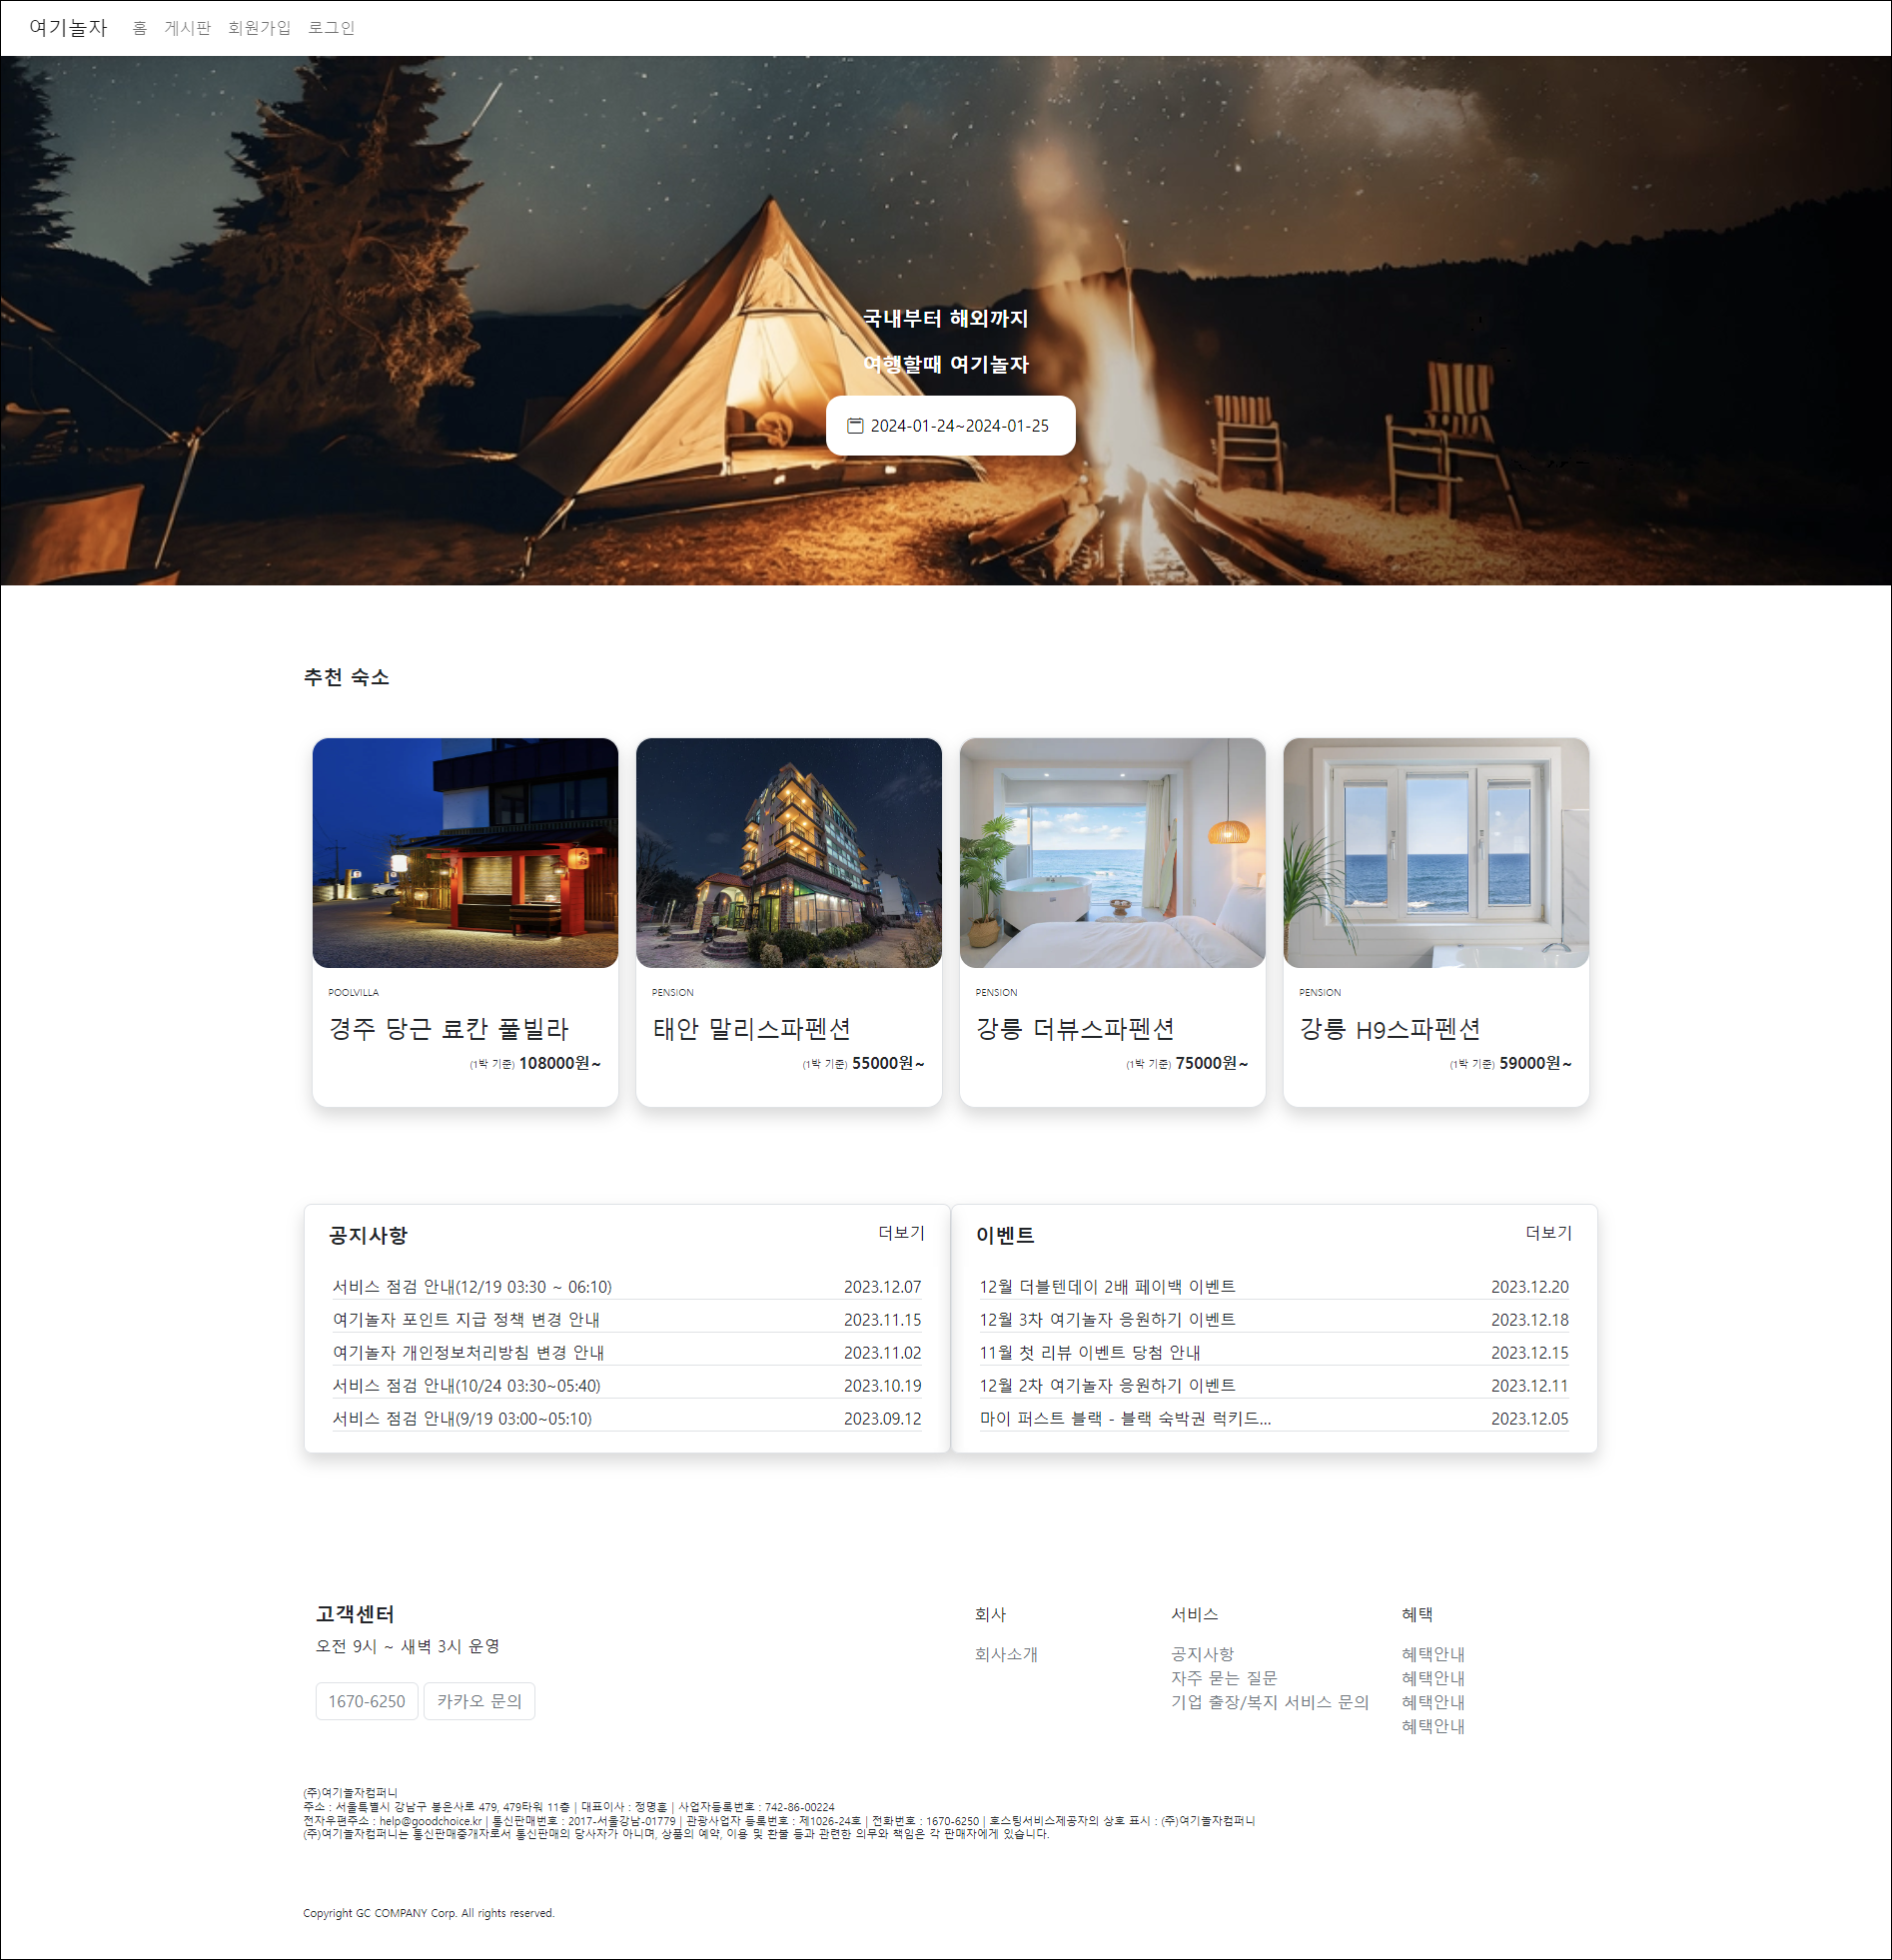 여기놀자 홈 게시판 회원가입 로그인
국내부터 해외까지
여행할때 여기놀자
2024-01-24~2024-01-25
추천 숙소
POOLVILLA
경주 당근 료칸 풀빌라
(1박 기준) 108000원~
PENSION
태안 말리스파펜션
(1박 기준) 55000원~
PENSION
강릉 더뷰스파펜션
(1박 기준) 75000원~
PENSION
강릉 H9스파펜션
(1박 기준) 59000원~
공지사항 더보기
서비스 점검 안내(12/19 03:30 ~ 06:10) 2023.12.07
여기놀자 포인트 지급 정책 변경 안내 2023.11.15
여기놀자 개인정보처리방침 변경 안내 2023.11.02
서비스 점검 안내(10/24 03:30~05:40) 2023.10.19
서비스 점검 안내(9/19 03:00~05:10) 2023.09.12
이벤트 더보기
12월 더블텐데이 2배 페이백 이벤트 2023.12.20
12월 3차 여기놀자 응원하기 이벤트 2023.12.18
11월 첫 리뷰 이벤트 당첨 안내 2023.12.15
12월 2차 여기놀자 응원하기 이벤트 2023.12.11
마이 퍼스트 블랙 - 블랙 숙박권 럭키드... 2023.12.05
고객센터
오전 9시 ~ 새벽 3시 운영
1670-6250 카카오 문의
회사
회사소개
서비스
공지사항
자주 묻는 질문
기업 출장/복지 서비스 문의
혜택
혜택안내
혜택안내
혜택안내
혜택안내
(주)여기놀자컴퍼니
주소 : 서울특별시 강남구 봉은사로 479, 479타워 11층 | 대표이사 : 정명훈 | 사업자등록번호 : 742-86-00224
전자우편주소 : help@goodchoice.kr | 통신판매번호 : 2017-서울강남-01779 | 관광사업자 등록번호 : 제1026-24호 | 전화번호 : 1670-6250 | 호스팅서비스제공자의 상호 표시 : (주)여기놀자컴퍼니
(주)여기놀자컴퍼니는 통신판매중개자로서 통신판매의 당사자가 아니며, 상품의 예약, 이용 및 환불 등과 관련한 의무와 책임은 각 판매자에게 있습니다.
Copyright GC COMPANY Corp. All rights reserved.